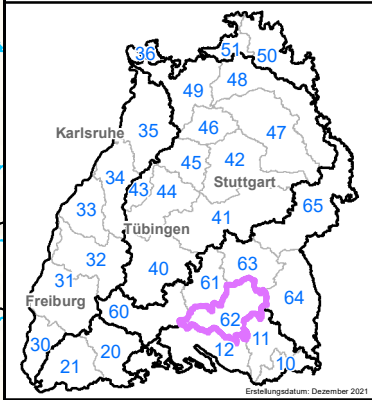 36 51 50
49 48
35 46 47
Karlsruhe
45 42
34 43 44 Stuttgart
33 41 65
Tübingen
32 40
31 61 63
Freiburg 60 62 64
30 20 12 11
21 10
Erstellungsdatum: Dezember 2021